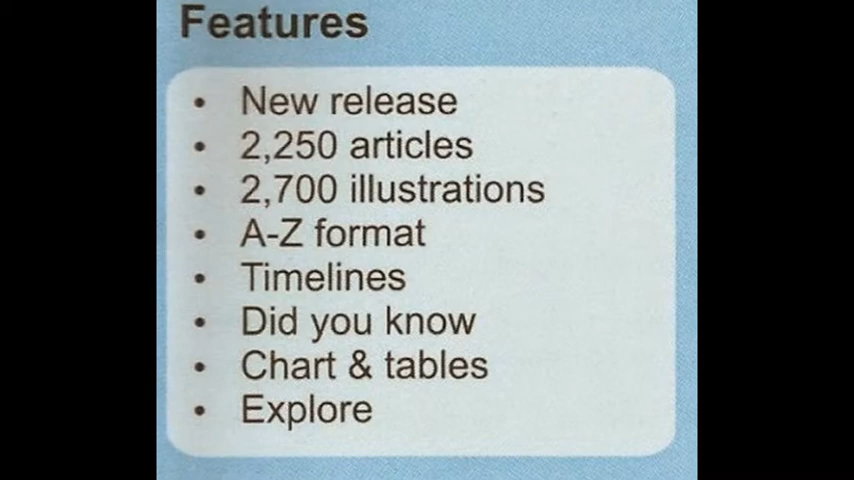 Features
• New release
• 2,250 articles
• 2,700 illustrations
• A-Z format
• Timelines
• Did you know
• Chart & tables
• Explore